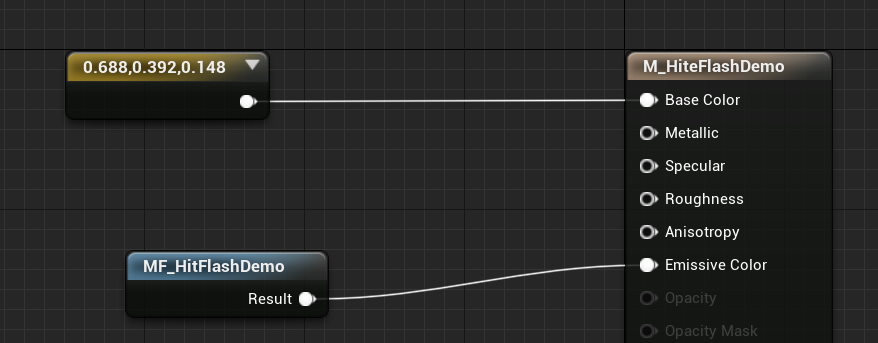 0.688,0.392,0.148
M_HiteFlashDemo
Base Color
Metallic
Specular
Roughness
Anisotropy
MF_HitFlashDemo
Emissive Color
Result
Opacity
Opacity Mask